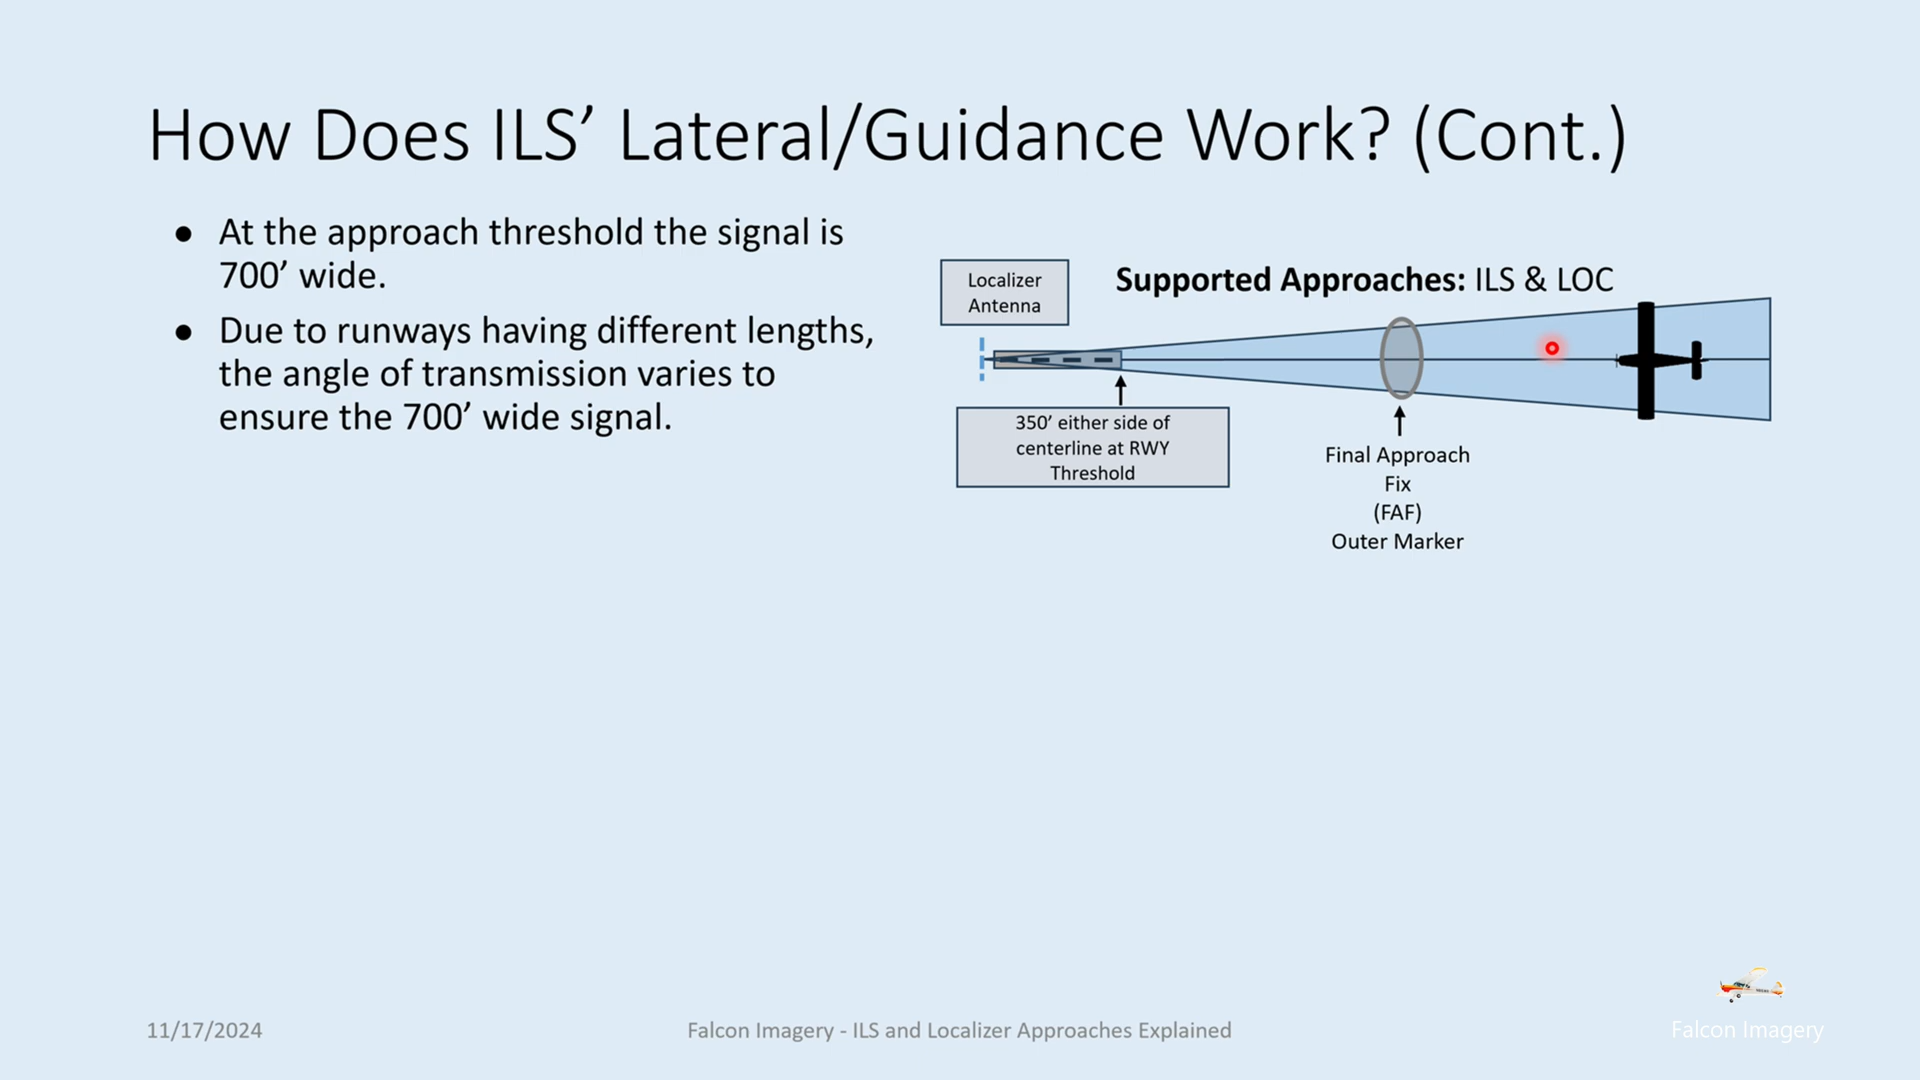 How Does ILS’ Lateral/Guidance Work? (Cont.)
● At the approach threshold the signal is
700’ wide.
● Due to runways having different lengths,
the angle of transmission varies to
ensure the 700’ wide signal.
Localizer
Antenna
Supported Approaches: ILS & LOC
350’ either side of
centerline at RWY
Threshold
Final Approach
Fix
(FAF)
Outer Marker
11/17/2024
Falcon Imagery - ILS and Localizer Approaches Explained
Falcon Imagery